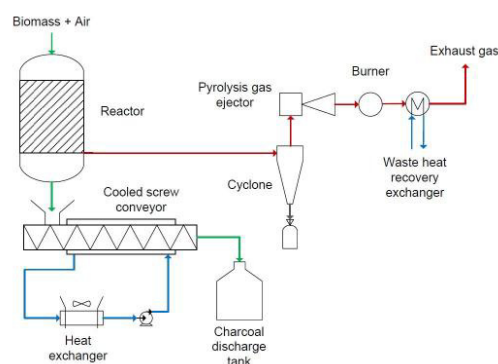 Biomass + Air
Exhaust gas
Burner
Pyrolysis gas
ejector
Reactor
Waste heat
recovery exchanger
Cyclone
Cooled screw
conveyor
Heat
exchanger
Charcoal
discharge
tank